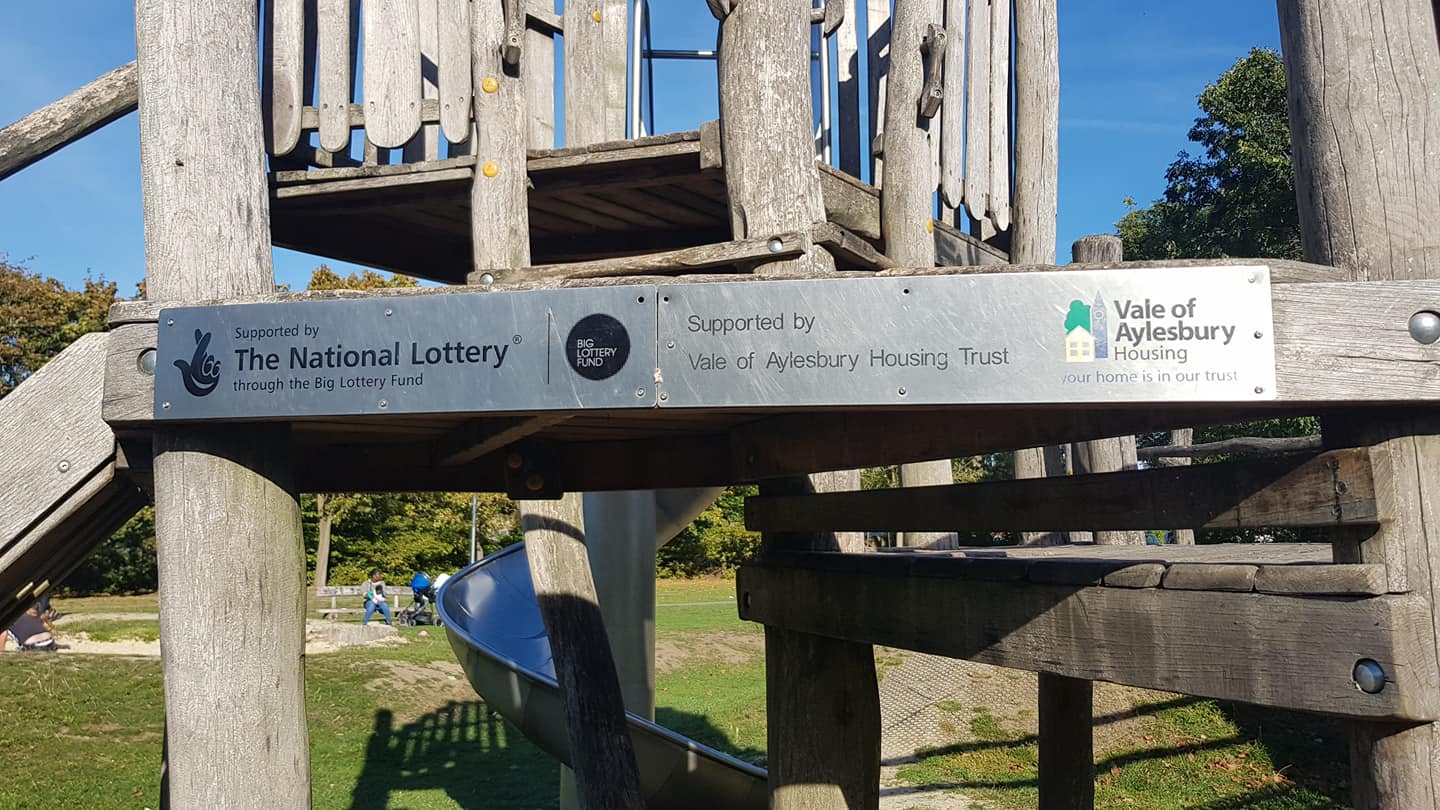 Supported by
The National Lottery®
through the Big Lottery Fund
BIG
LOTTERY
FUND
Supported by
Vale of Aylesbury Housing Trust
Vale of
Aylesbury
Housing
your home is in our trust